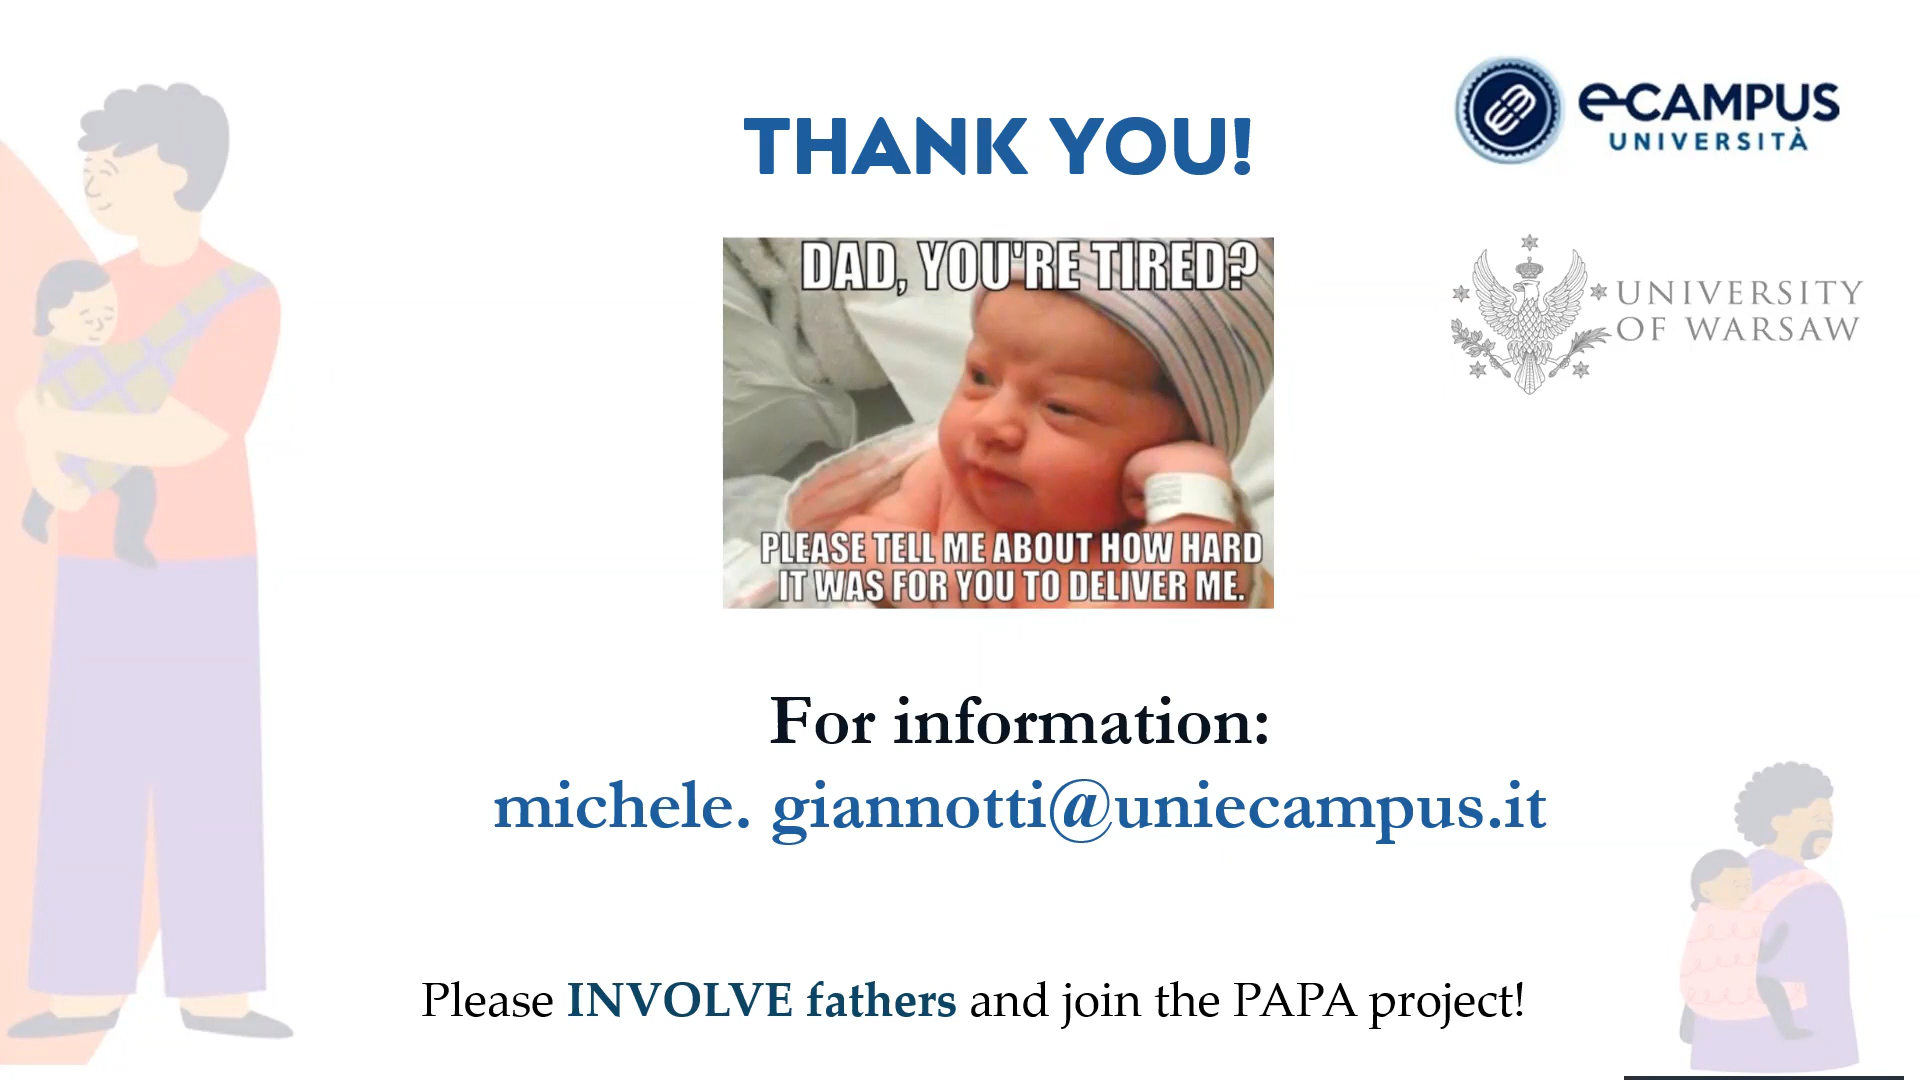 THANK YOU!
e-CAMPUS
UNIVERSITÀ
UNIVERSITY
OF WARSAW
DAD, YOU'RE TIRED?
PLEASE TELL ME ABOUT HOW HARD
IT WAS FOR YOU TO DELIVER ME.
For information:
michele. giannotti@uniecampus.it
Please INVOLVE fathers and join the PAPA project!